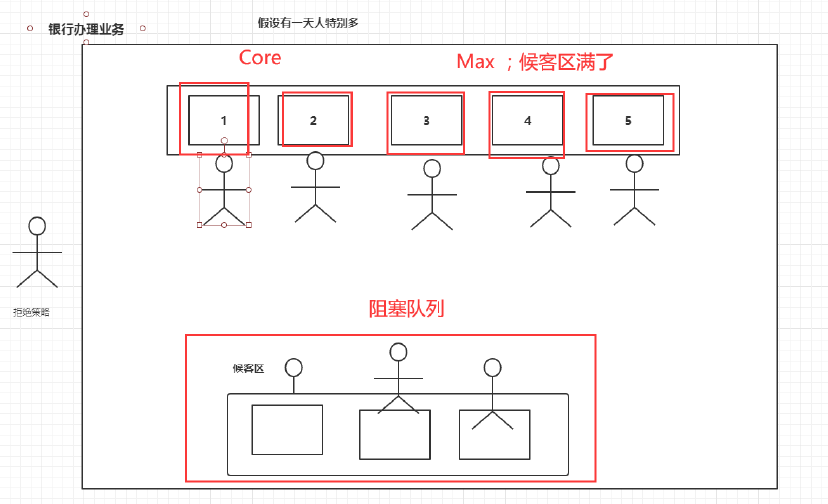 银行办理业务
假设有一天人特别多
Core
Max ；候客区满了
1
2
3
4
5
拒绝策略
阻塞队列
候客区